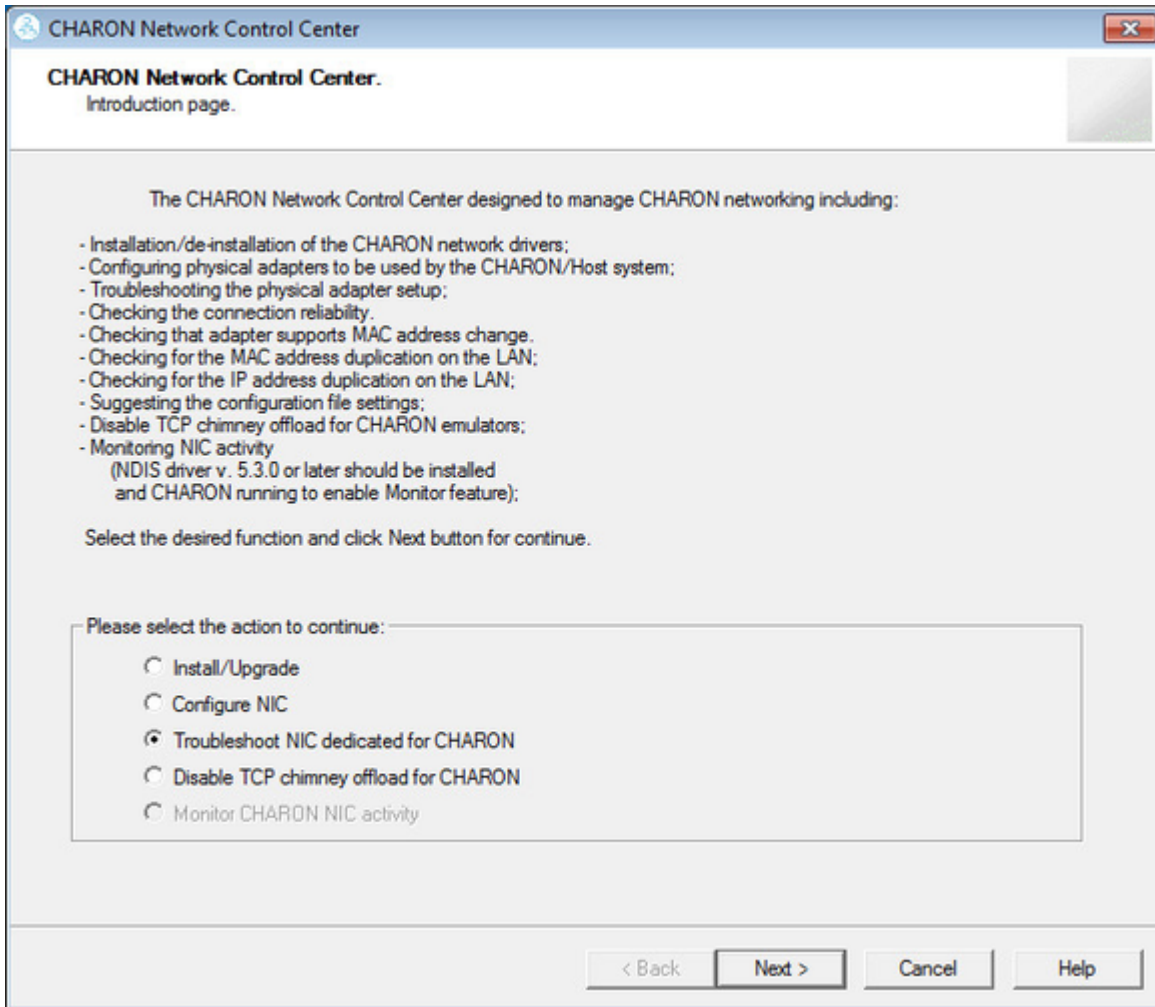 CHARON Network Control Center
CHARON Network Control Center.
Introduction page.
The CHARON Network Control Center designed to manage CHARON networking including:
- Installation/de-installation of the CHARON network drivers;
- Configuring physical adapters to be used by the CHARON/Host system;
- Troubleshooting the physical adapter setup;
- Checking the connection reliability.
- Checking that adapter supports MAC address change.
- Checking for the MAC address duplication on the LAN;
- Checking for the IP address duplication on the LAN;
- Suggesting the configuration file settings;
- Disable TCP chimney offload for CHARON emulators;
- Monitoring NIC activity
(NDIS driver v. 5.3.0 or later should be installed
and CHARON running to enable Monitor feature);
Select the desired function and click Next button for continue.
Please select the action to continue:
Install/Upgrade
Configure NIC
Troubleshoot NIC dedicated for CHARON
Disable TCP chimney offload for CHARON
Monitor CHARON NIC activity
< Back Next > Cancel Help